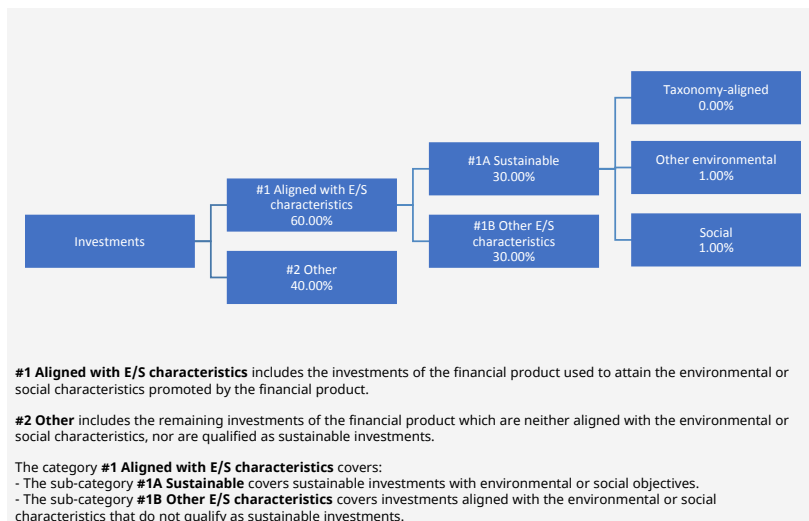 Taxonomy-aligned
0.00%
#1A Sustainable
30.00%
Other environmental
1.00%
#1 Aligned with E/S
characteristics
60.00%
#1B Other E/S
characteristics
30.00%
Social
1.00%
Investments
#2 Other
40.00%
#1 Aligned with E/S characteristics includes the investments of the financial product used to attain the environmental or
social characteristics promoted by the financial product.
#2 Other includes the remaining investments of the financial product which are neither aligned with the environmental or
social characteristics, nor are qualified as sustainable investments.
The category #1 Aligned with E/S characteristics covers:
- The sub-category #1A Sustainable covers sustainable investments with environmental or social objectives.
- The sub-category #1B Other E/S characteristics covers investments aligned with the environmental or social
characteristics that do not qualify as sustainable investments.